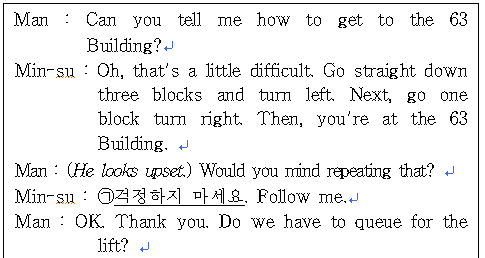 Man : Can you tell me how to get to the 63
Building?↵
Min-su : Oh, that's a little difficult. Go straight down
three blocks and turn left. Next, go one
block turn right. Then, you're at the 63
Building. ↵
Man : (He looks upset.) Would you mind repeating that? ↵
Min-su : ㉠걱정하지 마세요. Follow me.↵
Man : OK. Thank you. Do we have to queue for the
lift? ↵